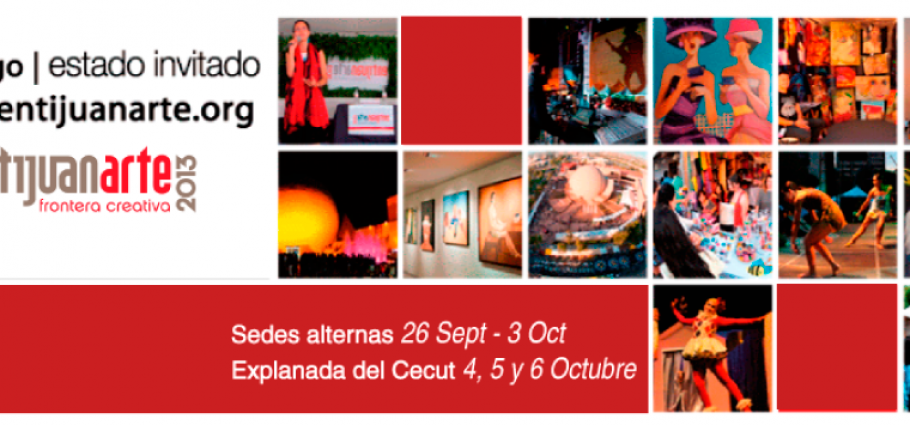 go | estado invitado
entijuanarte.org
tijuanarte 2013
frontera creativa
Sedes alternas 26 Sept - 3 Oct
Explanada del Cecut 4, 5 y 6 Octubre